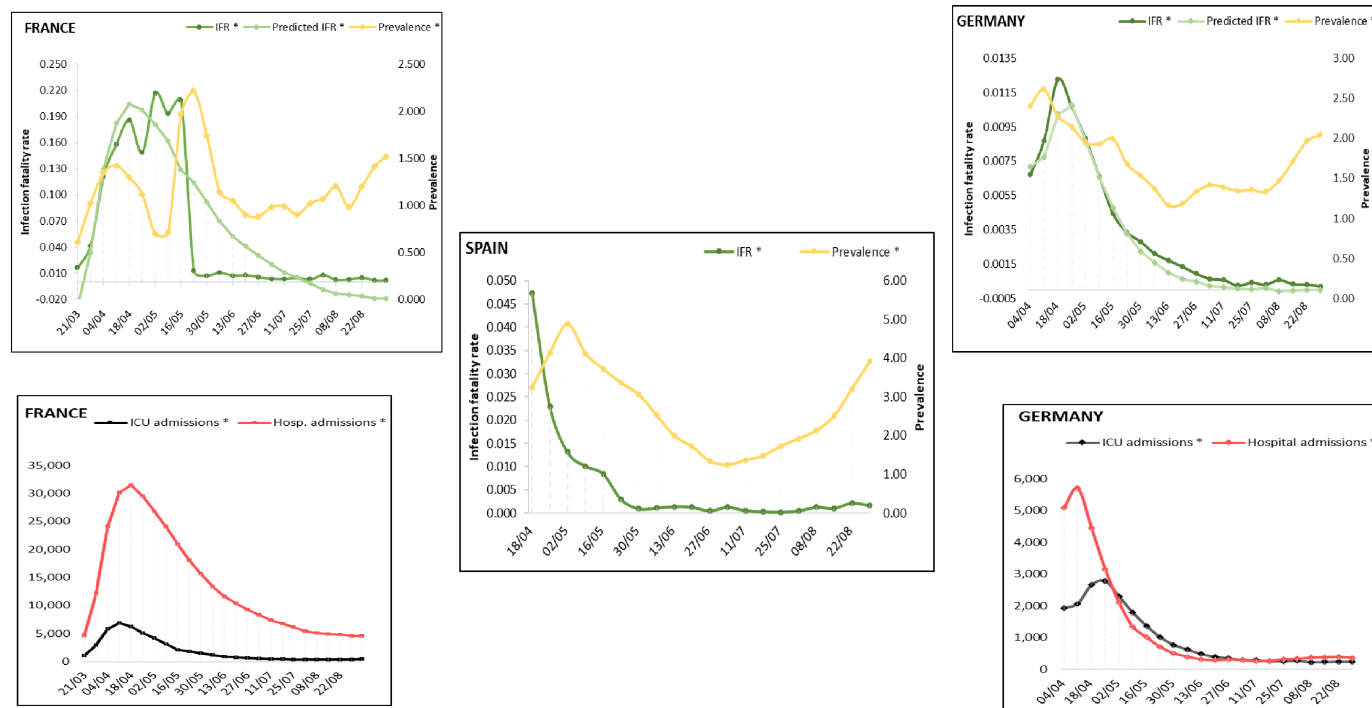 FRANCE
IFR * Predicted IFR * Prevalence *
0.250 2.500
0.220
0.190 2.000
0.160
0.130 1.500
0.100
0.070 1.000
0.040 0.500
0.010
-0.020 0.000
Infection fatality rate
Prevalence
21/03 04/04 18/04 02/05 16/05 30/05 13/06 27/06 11/07 25/07 08/08 22/08
GERMANY
IFR * Predicted IFR * Prevalence *
0.0135 3.00
0.0115 2.50
0.0095 2.00
0.0075 1.50
0.0055
0.0035 1.00
0.0015 0.50
-0.0005 0.00
Infection fatality rate
Prevalence
04/04 18/04 02/05 16/05 30/05 13/06 27/06 11/07 25/07 08/08 22/08
SPAIN
IFR * Prevalence *
0.050 6.00
0.045
0.040 5.00
0.035 4.00
0.030
0.025 3.00
0.020
0.015 2.00
0.010 1.00
0.005
0.000 0.00
Infection fatality rate
Prevalence
18/04 02/05 16/05 30/05 13/06 27/06 11/07 25/07 08/08 22/08
FRANCE
ICU admissions * Hosp. admissions *
35,000
30,000
25,000
20,000
15,000
10,000
5,000
0
21/03 04/04 18/04 02/05 16/05 30/05 13/06 27/06 11/07 25/07 08/08 22/08
GERMANY
ICU admissions * Hospital admissions *
6,000
5,000
4,000
3,000
2,000
1,000
0
04/04 18/04 02/05 16/05 30/05 13/06 27/06 11/07 25/07 08/08 22/08